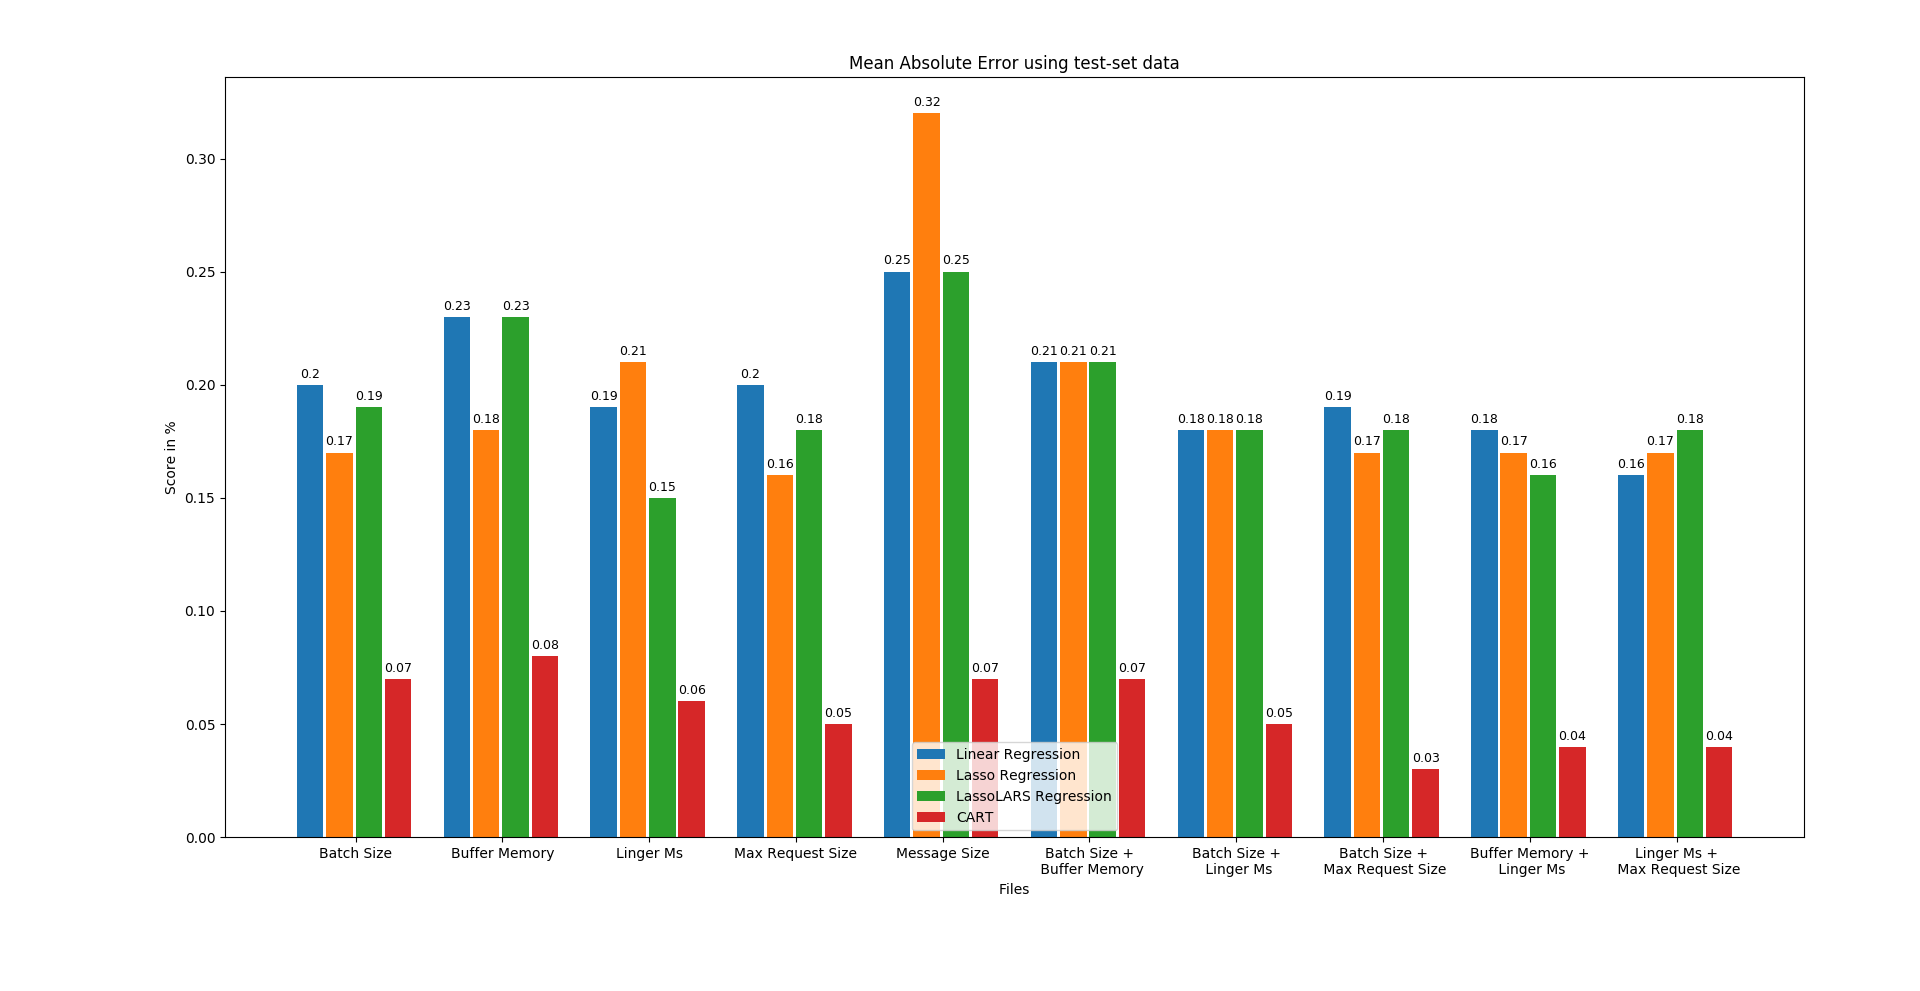 Mean Absolute Error using test-set data
Score in %
0.30
0.25
0.20
0.15
0.10
0.05
0.00
0.2
0.17
0.19
0.07
0.23
0.18
0.23
0.08
0.19
0.21
0.15
0.06
0.2
0.16
0.18
0.05
0.25
0.32
0.25
0.07
0.21
0.21
0.21
0.07
0.18
0.18
0.18
0.05
0.19
0.17
0.18
0.03
0.18
0.17
0.16
0.04
0.16
0.17
0.18
0.04
Linear Regression
Lasso Regression
LassoLARS Regression
CART
Batch Size
Buffer Memory
Linger Ms
Max Request Size
Message Size
Batch Size +
Buffer Memory
Batch Size +
Linger Ms
Batch Size +
Max Request Size
Buffer Memory +
Linger Ms
Linger Ms +
Max Request Size
Files